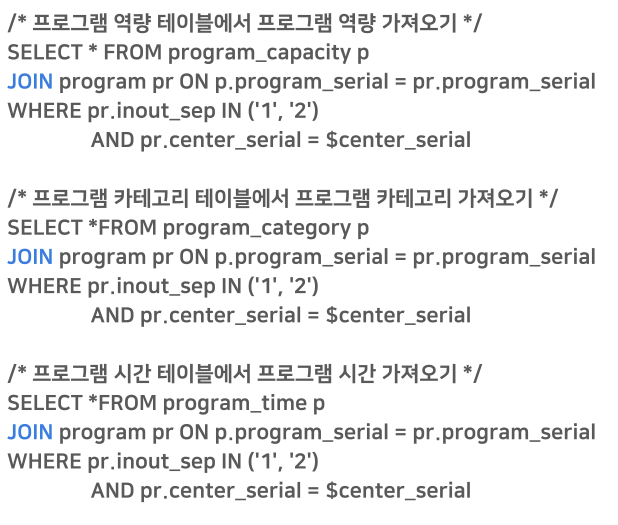 /* 프로그램 역량 테이블에서 프로그램 역량 가져오기 */
SELECT * FROM program_capacity p
JOIN program pr ON p.program_serial = pr.program_serial
WHERE pr.inout_sep IN ('1', '2')
AND pr.center_serial = $center_serial
/* 프로그램 카테고리 테이블에서 프로그램 카테고리 가져오기 */
SELECT *FROM program_category p
JOIN program pr ON p.program_serial = pr.program_serial
WHERE pr.inout_sep IN ('1', '2')
AND pr.center_serial = $center_serial
/* 프로그램 시간 테이블에서 프로그램 시간 가져오기 */
SELECT *FROM program_time p
JOIN program pr ON p.program_serial = pr.program_serial
WHERE pr.inout_sep IN ('1', '2')
AND pr.center_serial = $center_serial